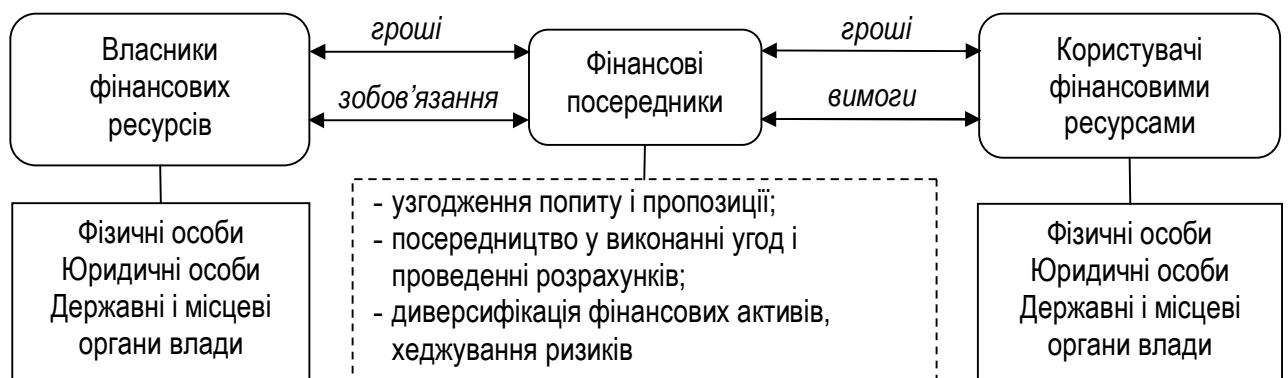 Власники
фінансових
ресурсів
гроші
зобов’язання
Фінансові
посередники
гроші
вимоги
Користувачі
фінансовими
ресурсами
Фізичні особи
Юридичні особи
Державні і місцеві
органи влади
- узгодження попиту і пропозиції;
- посередництво у виконанні угод і
проведенні розрахунків;
- диверсифікація фінансових активів,
хеджування ризиків
Фізичні особи
Юридичні особи
Державні і місцеві
органи влади